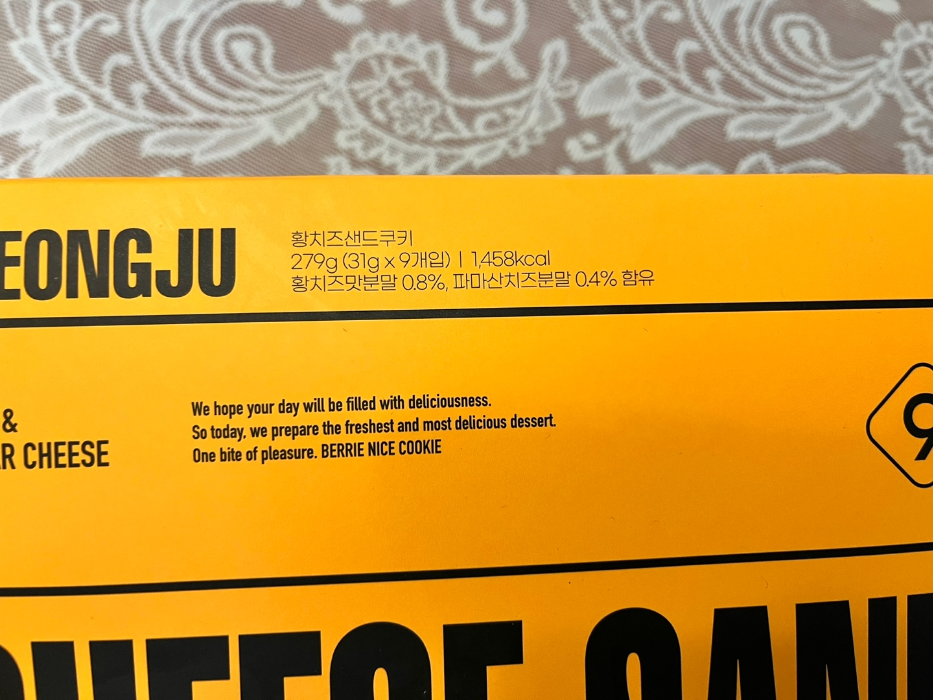 EONGJU
황치즈샌드쿠키
279g (31g x 9개입) | 1,458kcal
황치즈맛분말 0.8%, 파마산치즈분말 0.4% 함유
&
R CHEESE
We hope your day will be filled with deliciousness.
So today, we prepare the freshest and most delicious dessert.
One bite of pleasure. BERRIE NICE COOKIE
9
CHEESE SAND